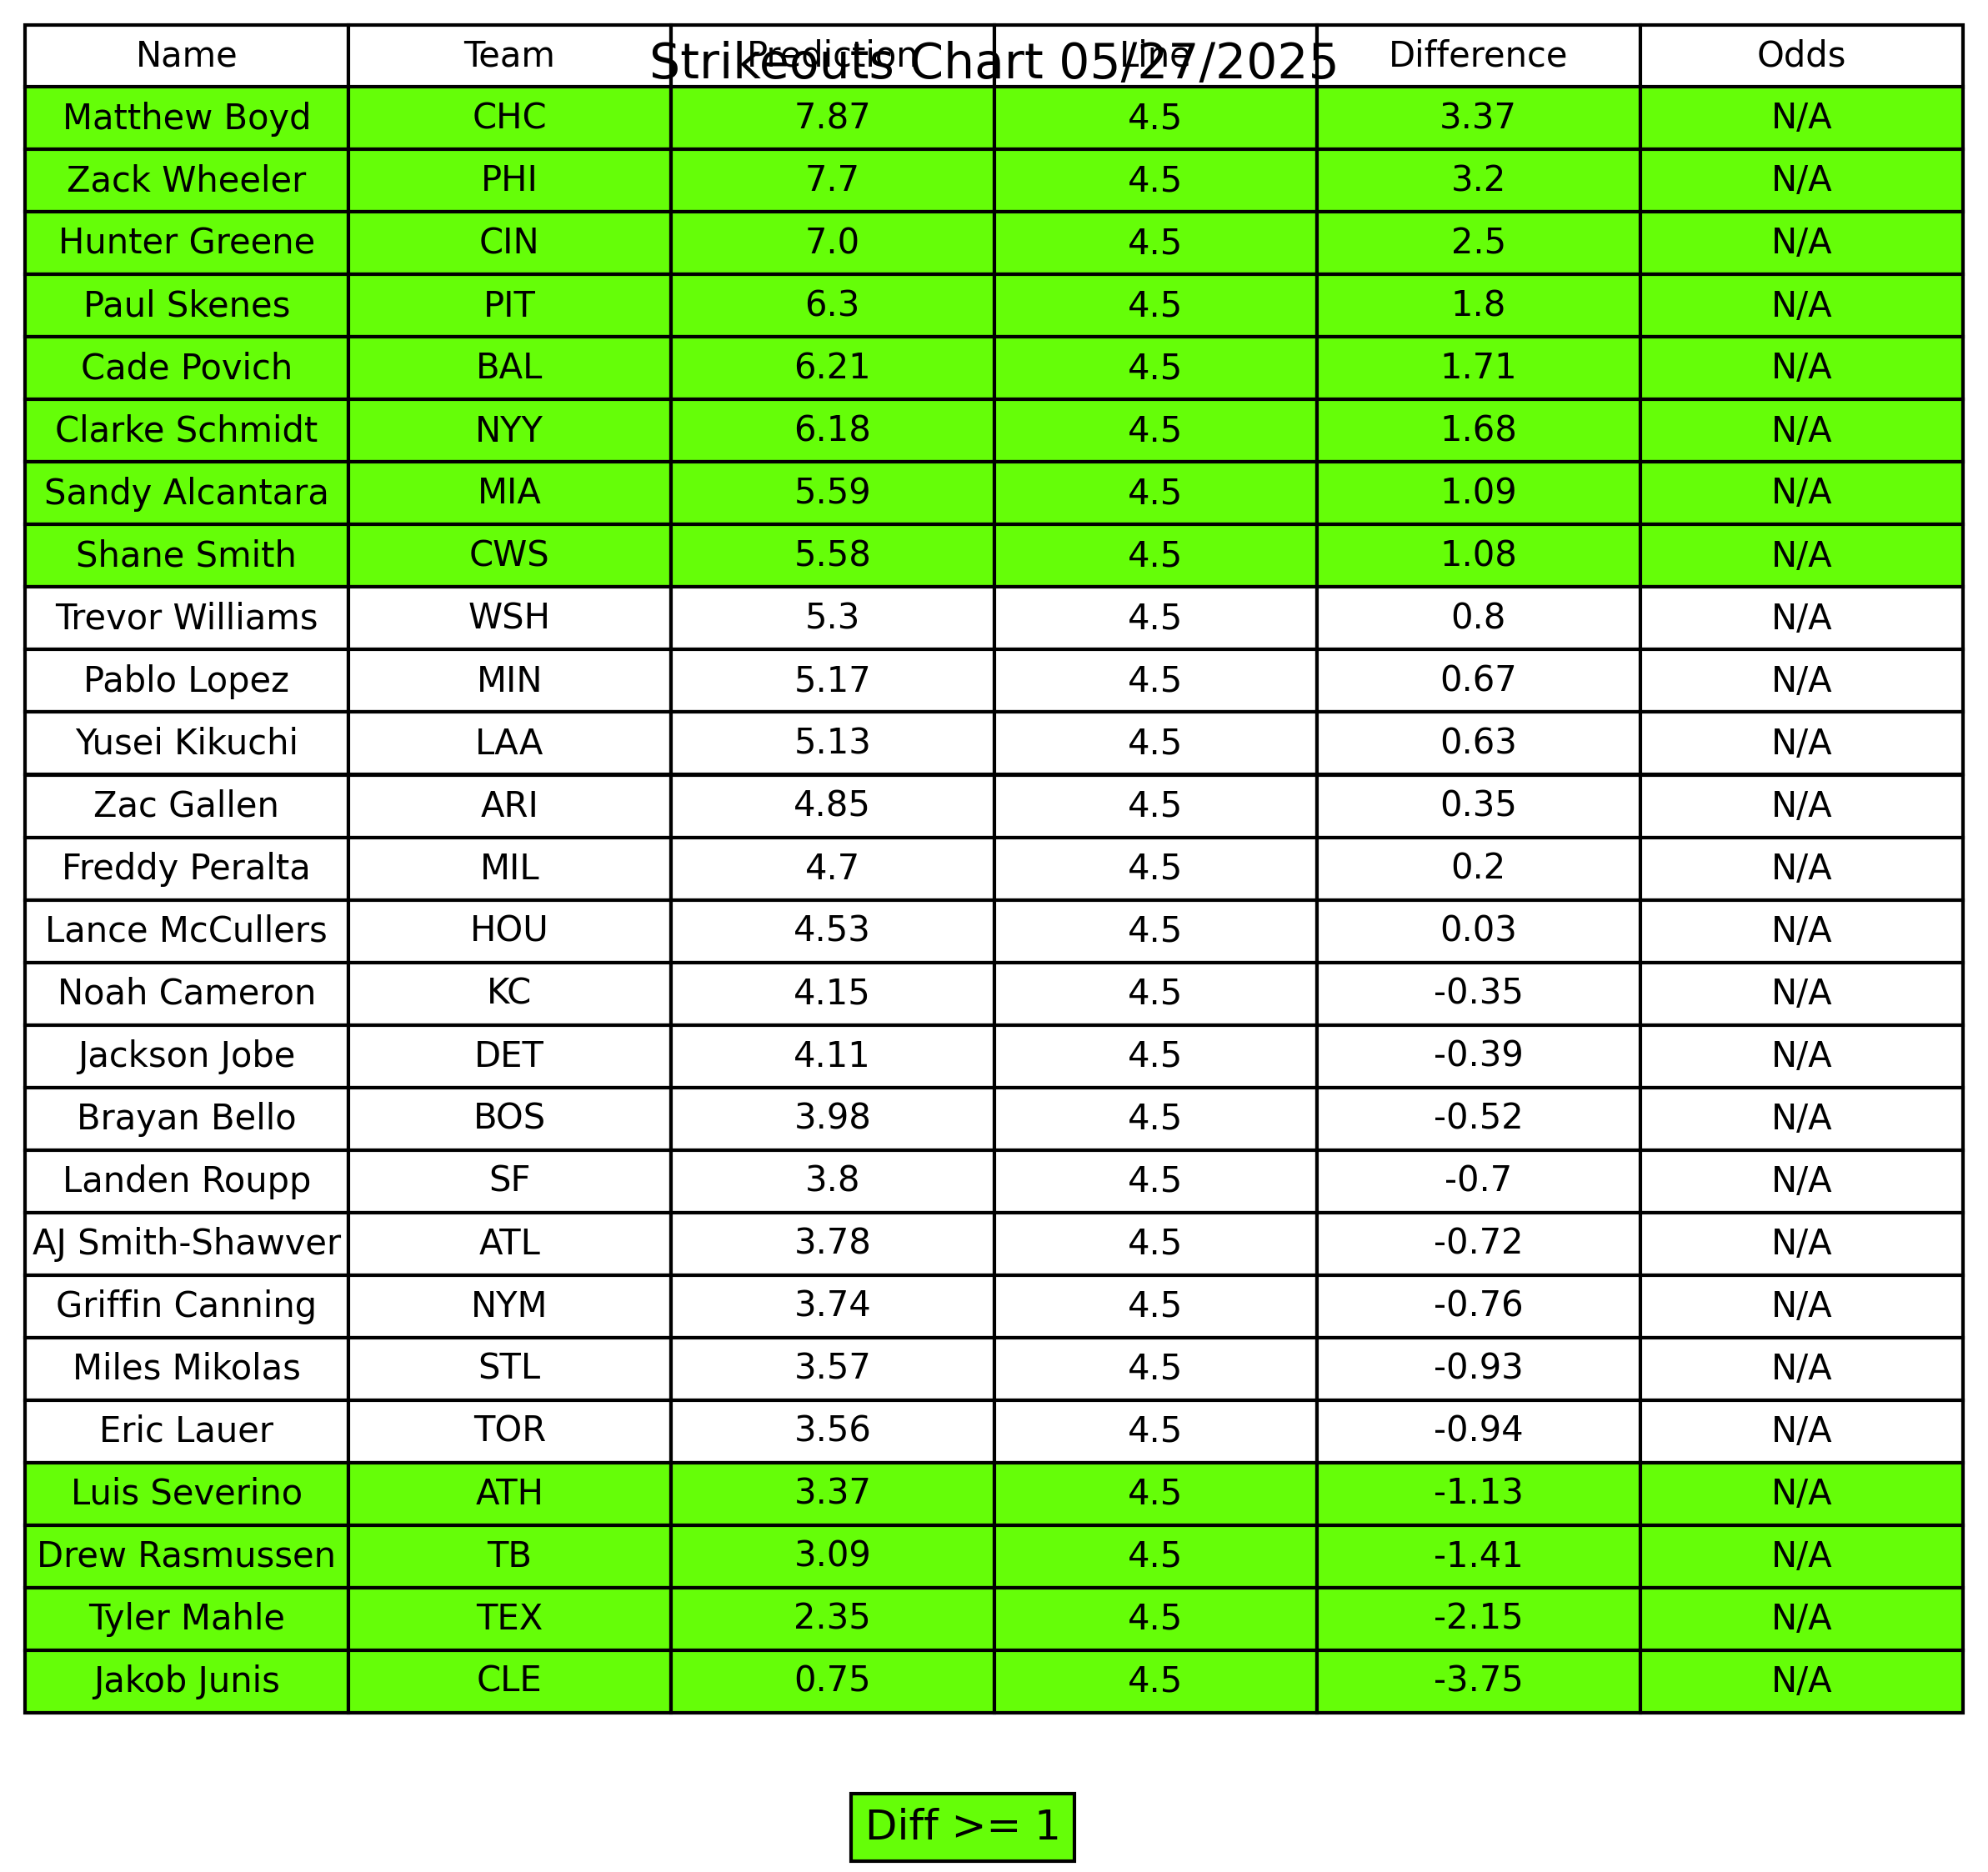 Strikeouts Chart 05/27/2025
Name Team Prediction Line Difference Odds
Matthew Boyd CHC 7.87 4.5 3.37 N/A
Zack Wheeler PHI 7.7 4.5 3.2 N/A
Hunter Greene CIN 7.0 4.5 2.5 N/A
Paul Skenes PIT 6.3 4.5 1.8 N/A
Cade Povich BAL 6.21 4.5 1.71 N/A
Clarke Schmidt NYY 6.18 4.5 1.68 N/A
Sandy Alcantara MIA 5.59 4.5 1.09 N/A
Shane Smith CWS 5.58 4.5 1.08 N/A
Trevor Williams WSH 5.3 4.5 0.8 N/A
Pablo Lopez MIN 5.17 4.5 0.67 N/A
Yusei Kikuchi LAA 5.13 4.5 0.63 N/A
Zac Gallen ARI 4.85 4.5 0.35 N/A
Freddy Peralta MIL 4.7 4.5 0.2 N/A
Lance McCullers HOU 4.53 4.5 0.03 N/A
Noah Cameron KC 4.15 4.5 -0.35 N/A
Jackson Jobe DET 4.11 4.5 -0.39 N/A
Brayan Bello BOS 3.98 4.5 -0.52 N/A
Landen Roupp SF 3.8 4.5 -0.7 N/A
AJ Smith-Shawver ATL 3.78 4.5 -0.72 N/A
Griffin Canning NYM 3.74 4.5 -0.76 N/A
Miles Mikolas STL 3.57 4.5 -0.93 N/A
Eric Lauer TOR 3.56 4.5 -0.94 N/A
Luis Severino ATH 3.37 4.5 -1.13 N/A
Drew Rasmussen TB 3.09 4.5 -1.41 N/A
Tyler Mahle TEX 2.35 4.5 -2.15 N/A
Jakob Junis CLE 0.75 4.5 -3.75 N/A
Diff >= 1